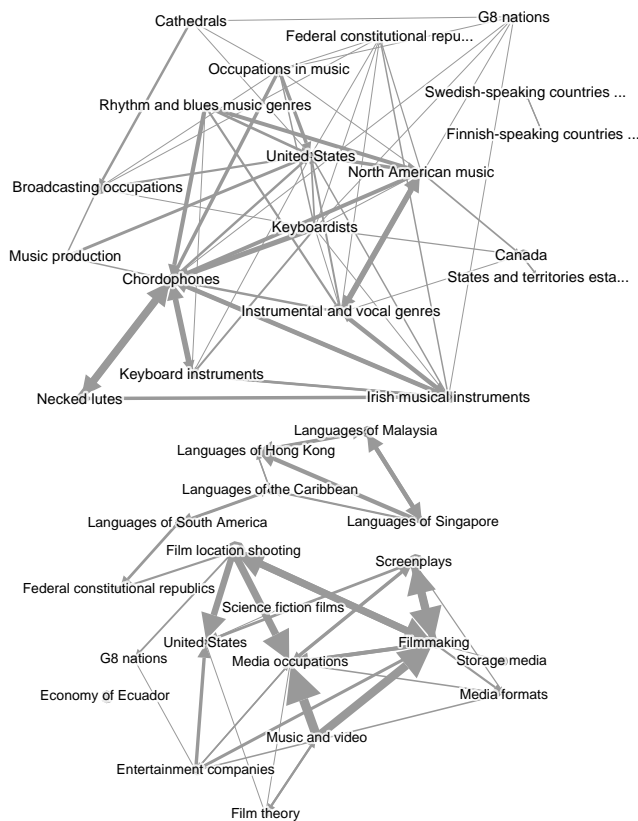 Cathedrals
G8 nations
Federal constitutional repu...
Occupations in music
Swedish-speaking countries ...
Rhythm and blues music genres
Finnish-speaking countries ...
United States
North American music
Broadcasting occupations
Keyboardists
Music production
Canada
Chordophones
States and territories esta...
Instrumental and vocal genres
Keyboard instruments
Necked lutes
Irish musical instruments
Languages of Malaysia
Languages of Hong Kong
Languages of the Caribbean
Languages of South America
Languages of Singapore
Film location shooting
Screenplays
Federal constitutional republics
Science fiction films
United States
Filmmaking
G8 nations
Media occupations
Storage media
Economy of Ecuador
Media formats
Music and video
Entertainment companies
Film theory